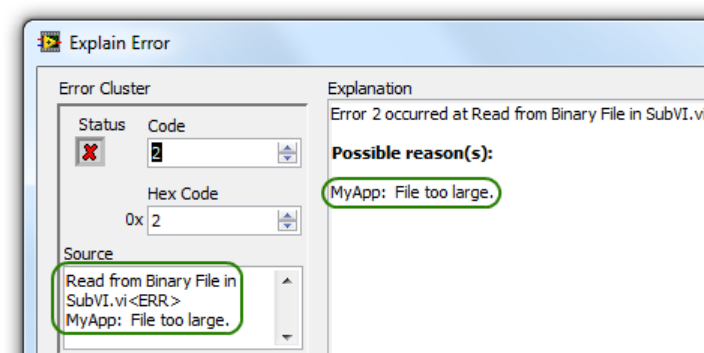 Explain Error
Error Cluster
Status Code
2
Hex Code
0x 2
Source
Read from Binary File in
SubVI.vi<ERR>
MyApp: File too large.
Explanation
Error 2 occurred at Read from Binary File in SubVI.vi
Possible reason(s):
MyApp: File too large.